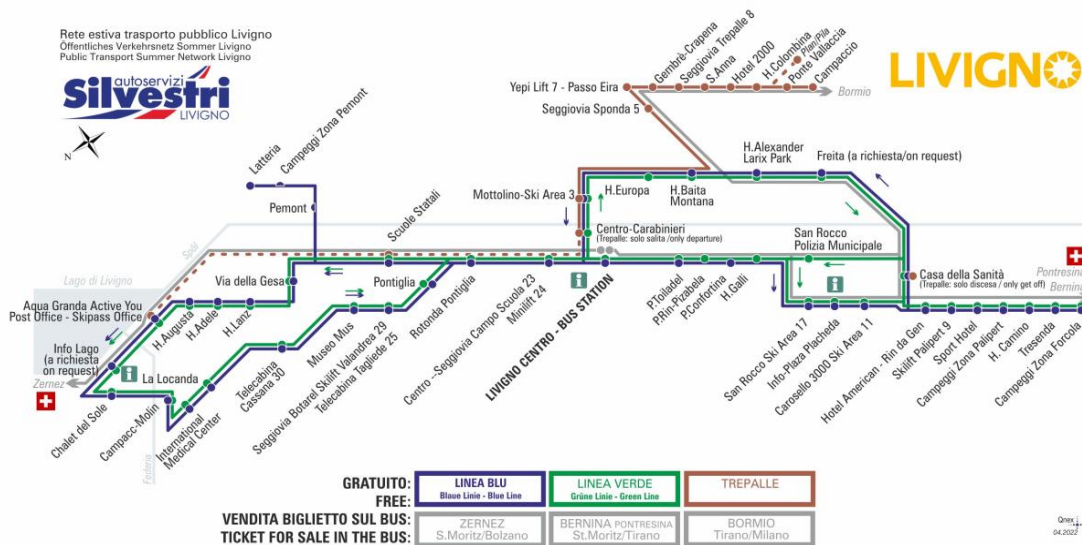 Rete estiva trasporto pubblico Livigno
Öffentliches Verkehrsnetz Sommer Livigno
Public Transport Summer Network Livigno
autoservizi
Silvestri
LIVIGNO
N
LIVIGNO
Gembrè-Crapena
Seggiovia Trepalle 8
S.Anna
Hotel 2000
H.Colombina
Plan/Pila
Ponte Vallaccia
Campaccio
Yepi Lift 7 - Passo Eira
Bormio
Seggiovia Sponda 5
Latteria
Campeggi Zona Pemont
Pemont
Scuole Statali
Mottolino-Ski Area 3
H.Europa
H.Baita
Montana
H.Alexander
Larix Park
Freita (a richiesta/on request)
Centro-Carabinieri
(Trepalle: solo salita /only departure)
San Rocco
Polizia Municipale
Spöl
Lago di Livigno
Via della Gesa
Pontiglia
Rotonda Pontiglia
Centro –Seggiovia Campo Scuola 23
Minilift 24
i
LIVIGNO CENTRO - BUS STATION
P.Toiladel
P.Rin-Pizabela
P.Confortina
H.Galli
i
Casa della Sanità
(Trepalle: solo discesa / only get off)
Pontresina
Bernina
Aqua Granda Active You
Post Office - Skipass Office
H.Augusta
H.Adele
H.Lanz
Info Lago
(a richiesta
on request)
i
Zernez
La Locanda
Chalet del Sole
Campacc-Molin
Federia
International
Medical Center
Telecabina
Cassana 30
Museo Mus
Seggiovia Botarel Skilift Valandrea 29
Telecabina Tagliede 25
San Rocco Ski Area 17
Info-Plaza Placheda
Carosello 3000 Ski Area 11
Hotel American - Rin da Gen
Skilift Palipert 9
Sport Hotel
Campeggi Zona Palipert
H. Camino
Tresenda
Campeggi Zona Forcola
GRATUITO:
FREE:
LINEA BLU
Blaue Linie - Blue Line
LINEA VERDE
Grüne Linie - Green Line
TREPALLE
VENDITA BIGLIETTO SUL BUS:
TICKET FOR SALE IN THE BUS:
ZERNEZ
S.Moritz/Bolzano
BERNINA PONTRESINA
St.Moritz/Tirano
BORMIO
Tirano/Milano
Qnex
04.2022